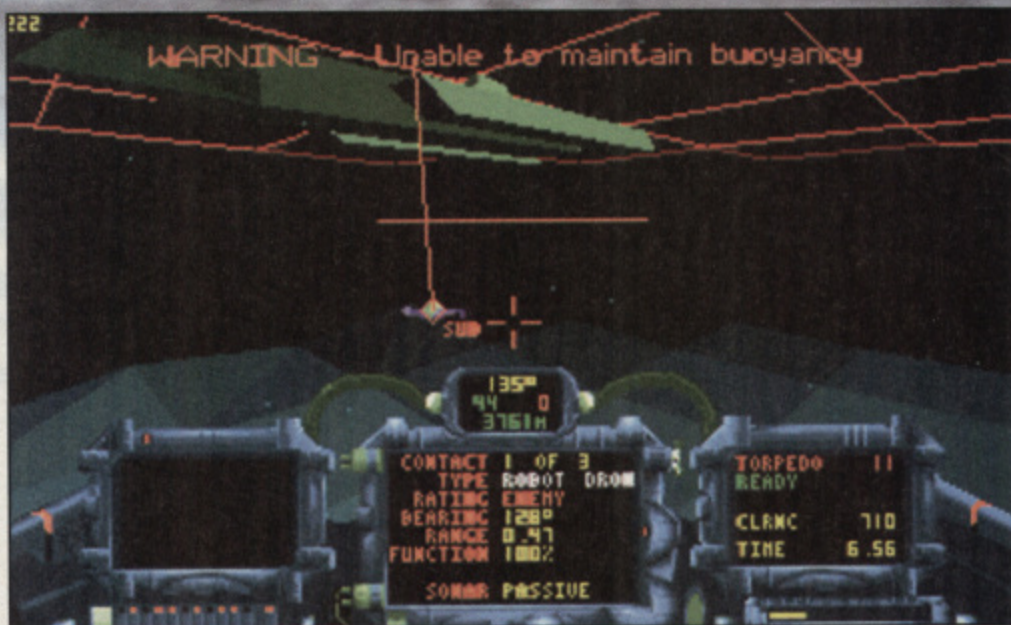 222
WARNING - Unable to maintain buoyancy
SUB
135°
44 0
3761M
CONTACT 1 OF 3
TYPE ROBOT DRON
RATING ENEMY
BEARING 128°
RANGE 0.47
FUNCTION 100%
SONAR PASSIVE
TORPEDO 11
READY
CLRNC 710
TIME 6.56